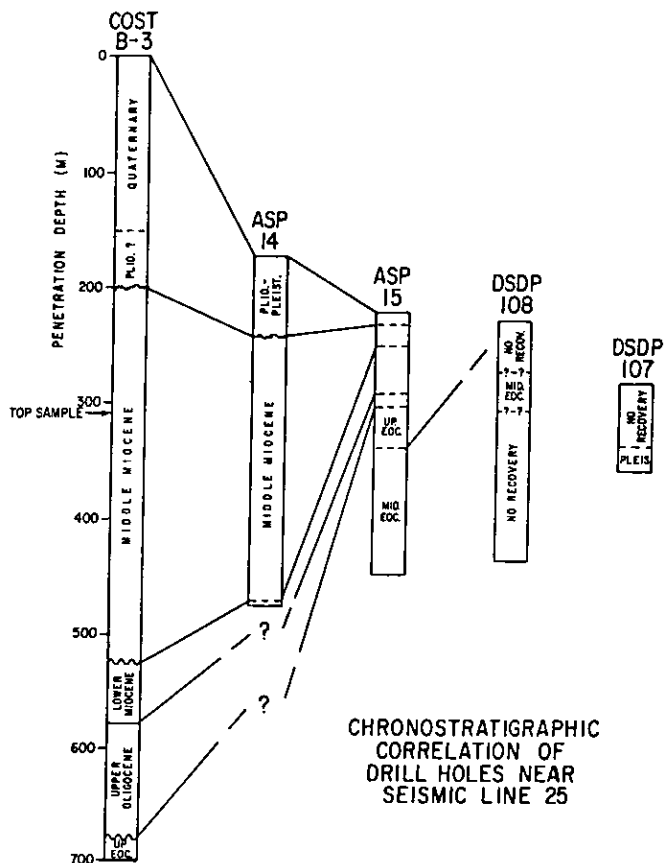 COST
B-3
ASP
14
ASP
15
DSDP
108
DSDP
107
PENETRATION DEPTH (M)
0
100
200
300
400
500
600
700
TOP SAMPLE
QUATERNARY
PLIO. ?
MIDDLE MIOCENE
LOWER
MIOCENE
UPPER
OLIGOCENE
UP.
EOC.
PLIO.-
PLEIST.
MIDDLE MIOCENE
?
?
UP.
EOC.
MID.
EOC.
NO
RECOV.
?-?
MID.
EOC.
?-?
NO RECOVERY
NO
RECOVERY
PLEIS.
CHRONOSTRATIGRAPHIC
CORRELATION OF
DRILL HOLES NEAR
SEISMIC LINE 25